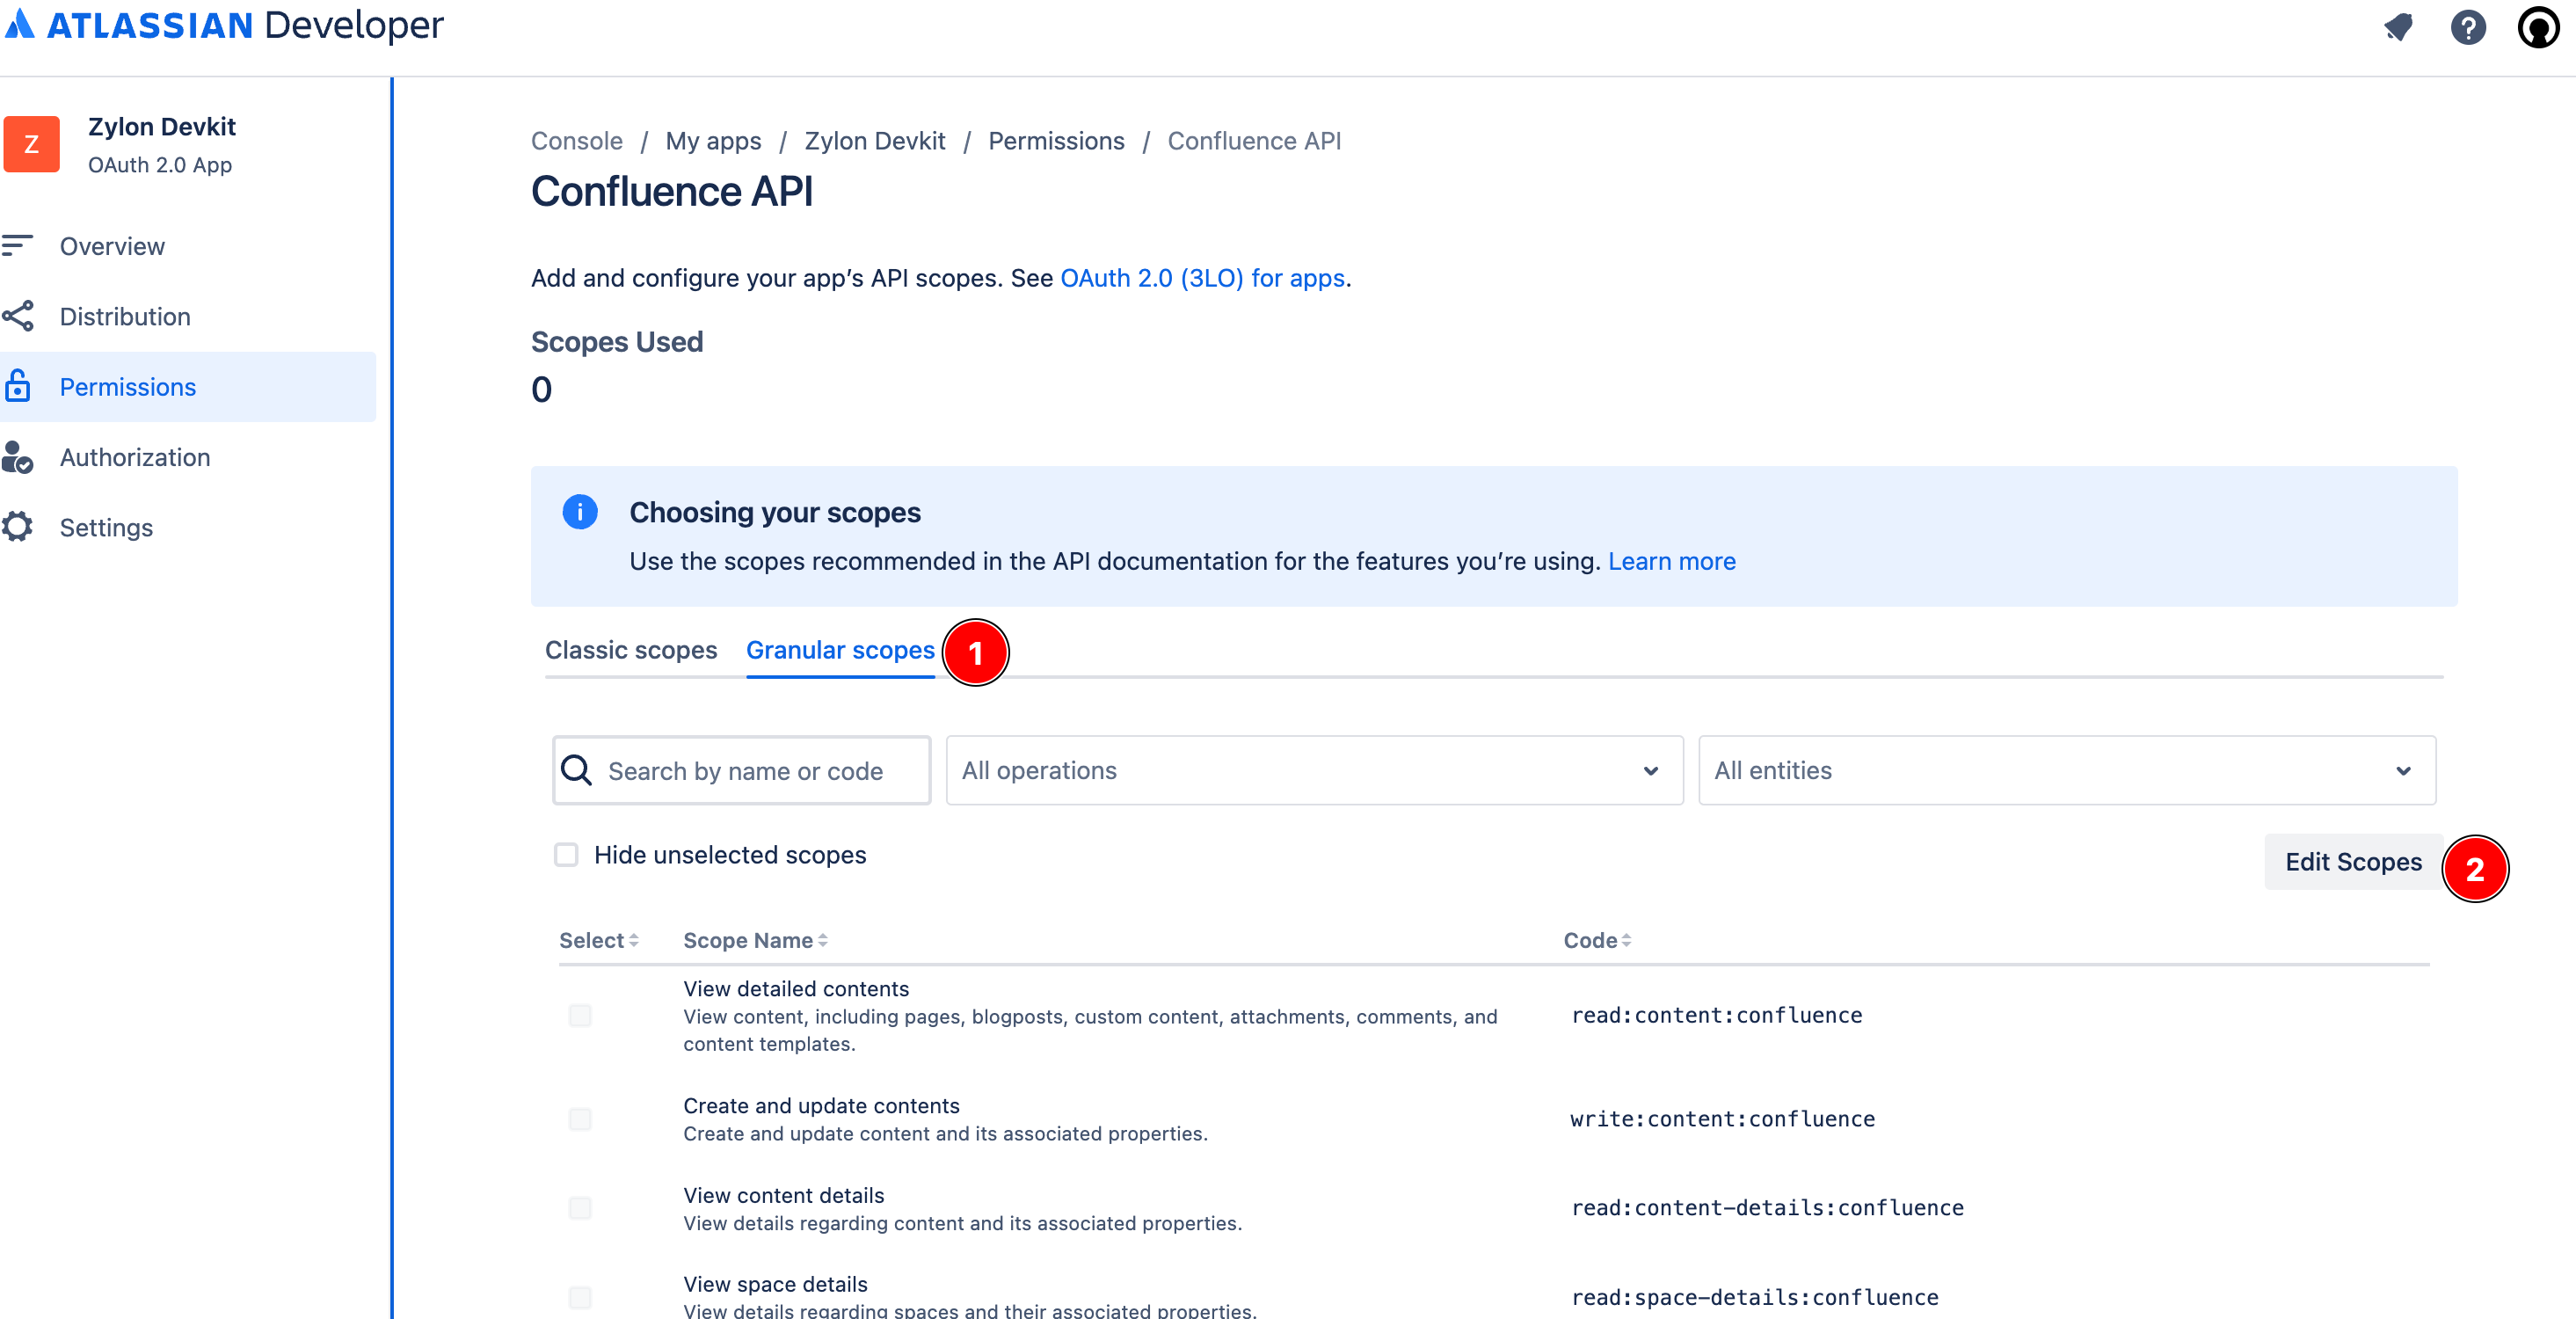 ATLASSIAN Developer
Z
Zylon Devkit
OAuth 2.0 App
Overview
Distribution
Permissions
Authorization
Settings
Console / My apps / Zylon Devkit / Permissions / Confluence API
Confluence API
Add and configure your app’s API scopes. See OAuth 2.0 (3LO) for apps.
Scopes Used
0
Choosing your scopes
Use the scopes recommended in the API documentation for the features you’re using. Learn more
Classic scopes Granular scopes 1
Search by name or code All operations All entities
Hide unselected scopes
Edit Scopes 2
Select Scope Name Code
View detailed contents
View content, including pages, blogposts, custom content, attachments, comments, and
content templates.
read:content:confluence
Create and update contents
Create and update content and its associated properties.
write:content:confluence
View content details
View details regarding content and its associated properties.
read:content-details:confluence
View space details
View details regarding spaces and their associated properties.
read:space-details:confluence